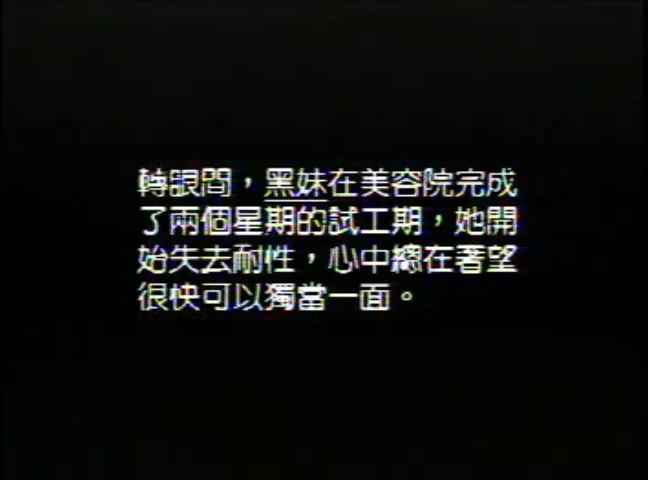 轉眼間，黑妹在美容院完成
了兩個星期的試工期，她開
始失去耐性，心中總在著望
很快可以獨當一面。